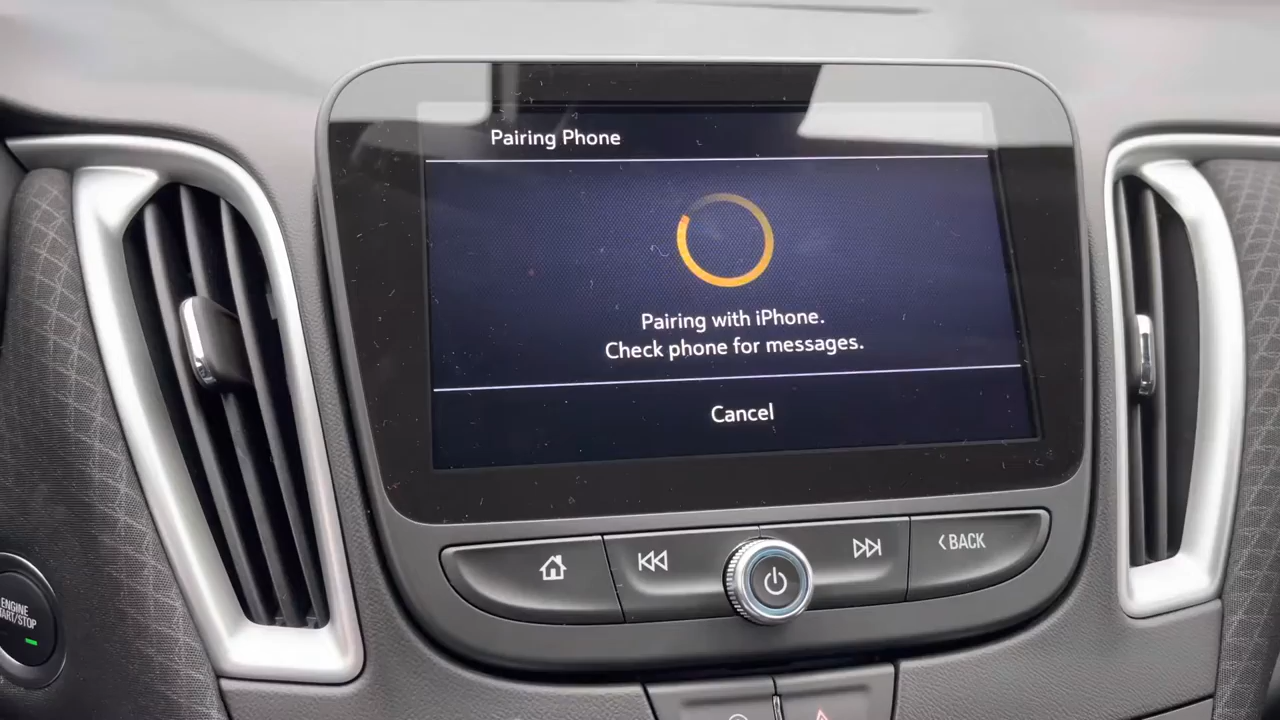 Pairing Phone
Pairing with iPhone.
Check phone for messages.
Cancel
BACK
ENGINE
START/STOP